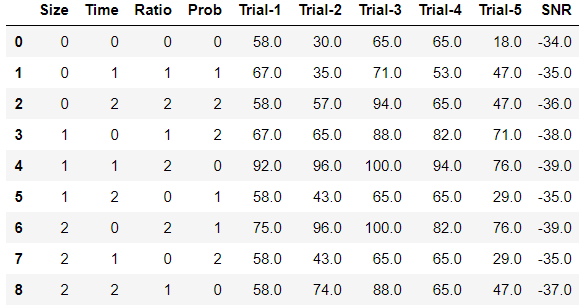 Size Time Ratio Prob Trial-1 Trial-2 Trial-3 Trial-4 Trial-5 SNR
0 0 0 0 0 58.0 30.0 65.0 65.0 18.0 -34.0
1 0 1 1 1 67.0 35.0 71.0 53.0 47.0 -35.0
2 0 2 2 2 58.0 57.0 94.0 65.0 47.0 -36.0
3 1 0 1 2 67.0 65.0 88.0 82.0 71.0 -38.0
4 1 1 2 0 92.0 96.0 100.0 94.0 76.0 -39.0
5 1 2 0 1 58.0 43.0 65.0 65.0 29.0 -35.0
6 2 0 2 1 75.0 96.0 100.0 82.0 76.0 -39.0
7 2 1 0 2 58.0 43.0 65.0 65.0 29.0 -35.0
8 2 2 1 0 58.0 74.0 88.0 65.0 47.0 -37.0